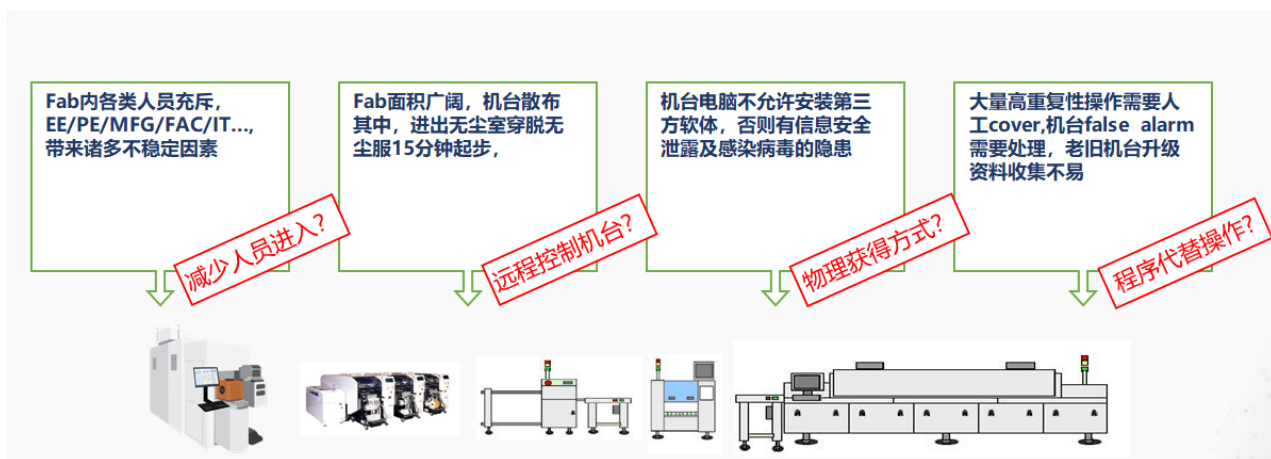 Fab内各类人员充斥，
EE/PE/MFG/FAC/IT…,
带来诸多不稳定因素
减少人员进入?
Fab面积广阔，机台散布
其中，进出无尘室穿脱无
尘服15分钟起步，
远程控制机台?
机台电脑不允许安装第三
方软体，否则有信息安全
泄露及感染病毒的隐患
物理获得方式?
大量高重复性操作需要人
工cover,机台false alarm
需要处理，老旧机台升级
资料收集不易
程序代替操作?